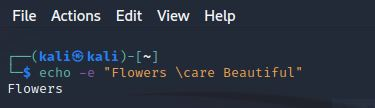 File Actions Edit View Help
┌──(kali㉿kali)-[~]
└─$ echo -e "Flowers \care Beautiful"
Flowers